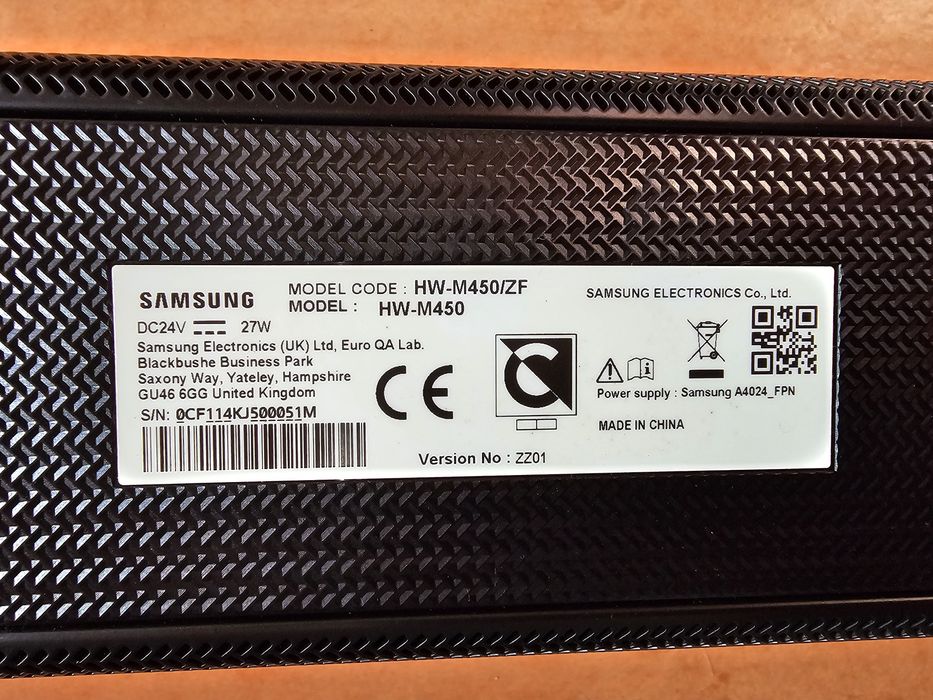 SAMSUNG
MODEL CODE : HW-M450/ZF
MODEL : HW-M450
SAMSUNG ELECTRONICS Co., Ltd.
DC24V 27W
Samsung Electronics (UK) Ltd, Euro QA Lab.
Blackbushe Business Park
Saxony Way, Yateley, Hampshire
GU46 6GG United Kingdom
S/N: 0CF114KJ500051M
CE
Power supply : Samsung A4024_FPN
MADE IN CHINA
Version No : ZZ01